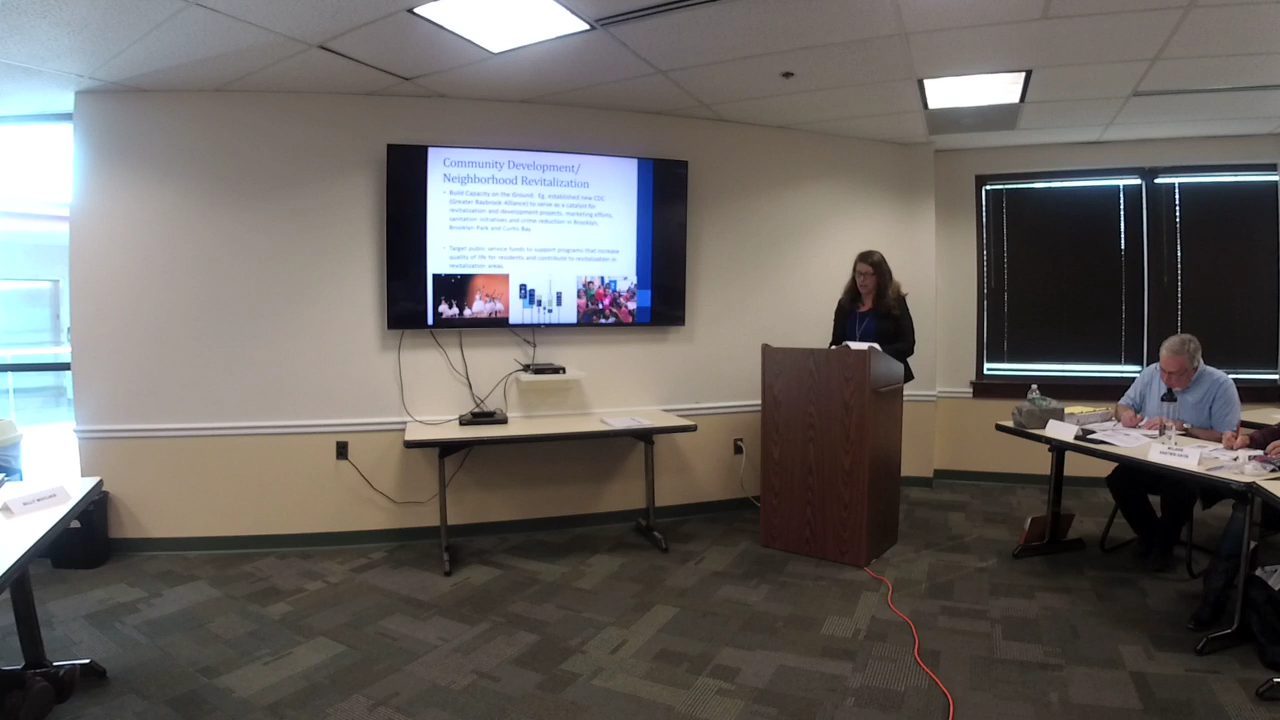 Community Development/
Neighborhood Revitalization
• Build Capacity on the Ground. Eg. established new CDC
(Greater Baybrook Alliance) to serve as a catalyst for
revitalization and development projects, marketing efforts,
sanitation initiatives and crime reduction in Brooklyn,
Brooklyn Park and Curtis Bay
• Target public service funds to support programs that increase
quality of life for residents and contribute to revitalization in
revitalization areas